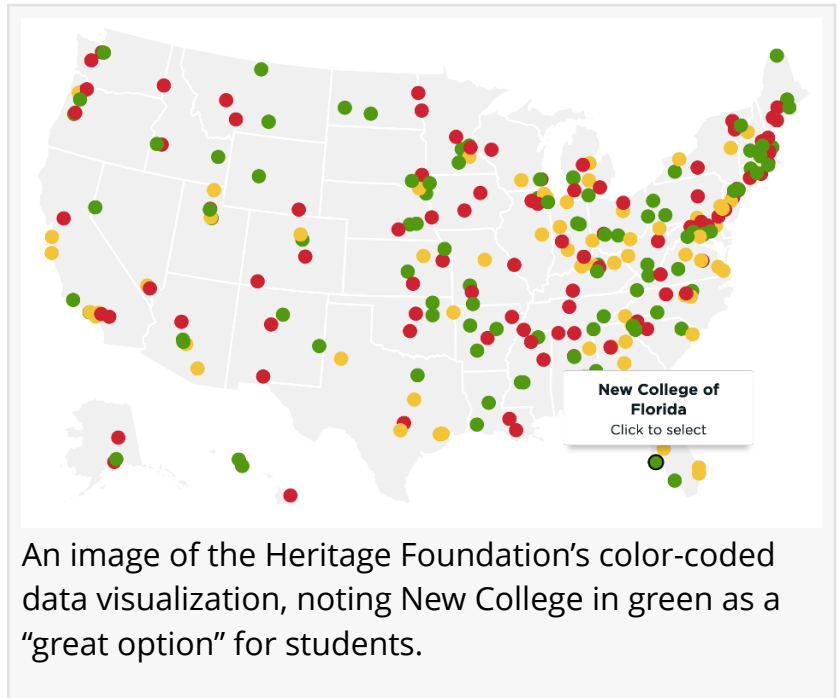 New College of
Florida
Click to select
An image of the Heritage Foundation’s color-coded
data visualization, noting New College in green as a
“great option” for students.